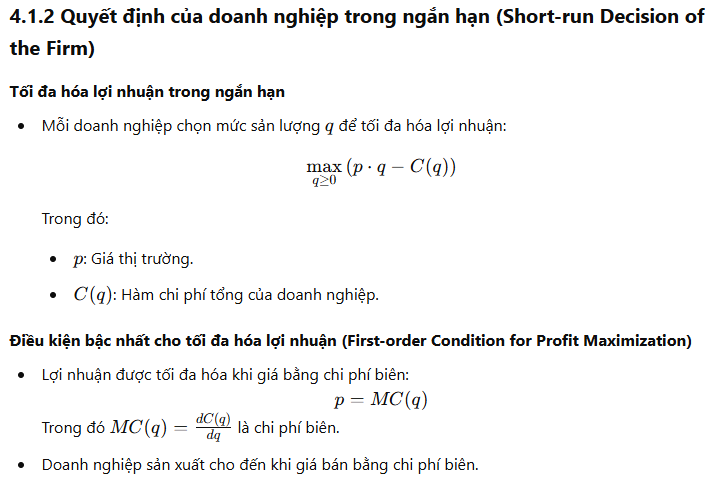 4.1.2 Quyết định của doanh nghiệp trong ngắn hạn (Short-run Decision of
the Firm)
Tối đa hóa lợi nhuận trong ngắn hạn
• Mỗi doanh nghiệp chọn mức sản lượng q để tối đa hóa lợi nhuận:
max_{q≥0} (p · q − C(q))
Trong đó:
• p: Giá thị trường.
• C(q): Hàm chi phí tổng của doanh nghiệp.
Điều kiện bậc nhất cho tối đa hóa lợi nhuận (First-order Condition for Profit Maximization)
• Lợi nhuận được tối đa hóa khi giá bằng chi phí biên:
p = MC(q)
Trong đó MC(q) = dC(q)/dq là chi phí biên.
• Doanh nghiệp sản xuất cho đến khi giá bán bằng chi phí biên.